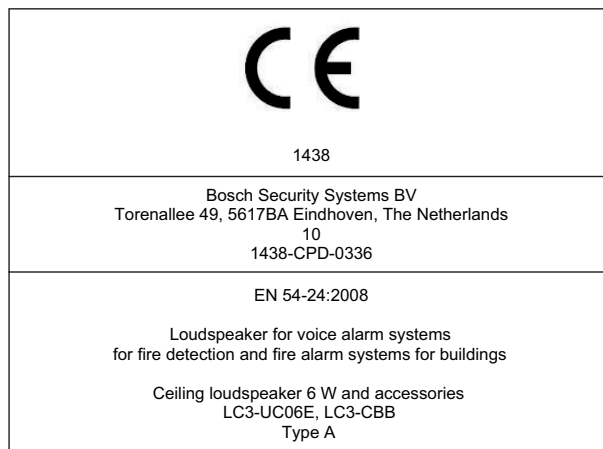 CE
1438
Bosch Security Systems BV
Torenallee 49, 5617BA Eindhoven, The Netherlands
10
1438-CPD-0336
EN 54-24:2008
Loudspeaker for voice alarm systems
for fire detection and fire alarm systems for buildings
Ceiling loudspeaker 6 W and accessories
LC3-UC06E, LC3-CBB
Type A